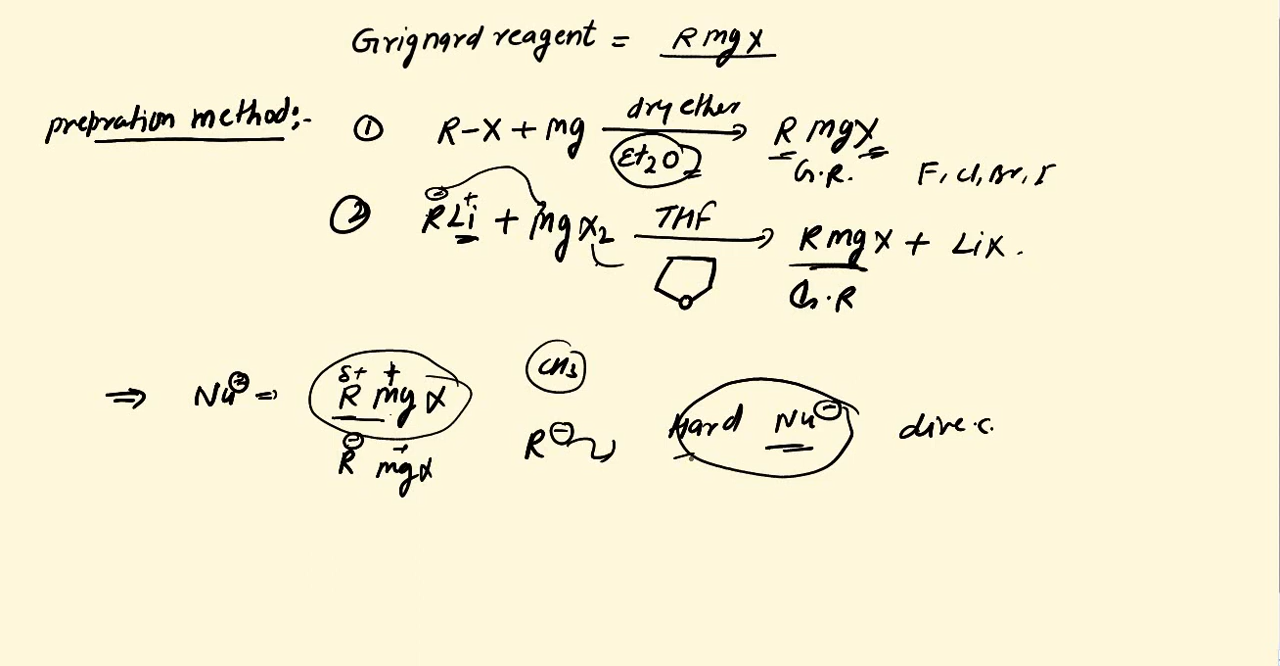 Grignard reagent = RmgX
prepration method:- ① R-X + mg dry ether Et2O RmgX
G.R. F, Cl, Br, I
② R⊖Li+ + mgX2 THF RmgX + LiX.
G.R
⇒ Nu⊖ => δ+ + RmgX CH3
R⊖ +mgX R⊖ Hard Nu⊖